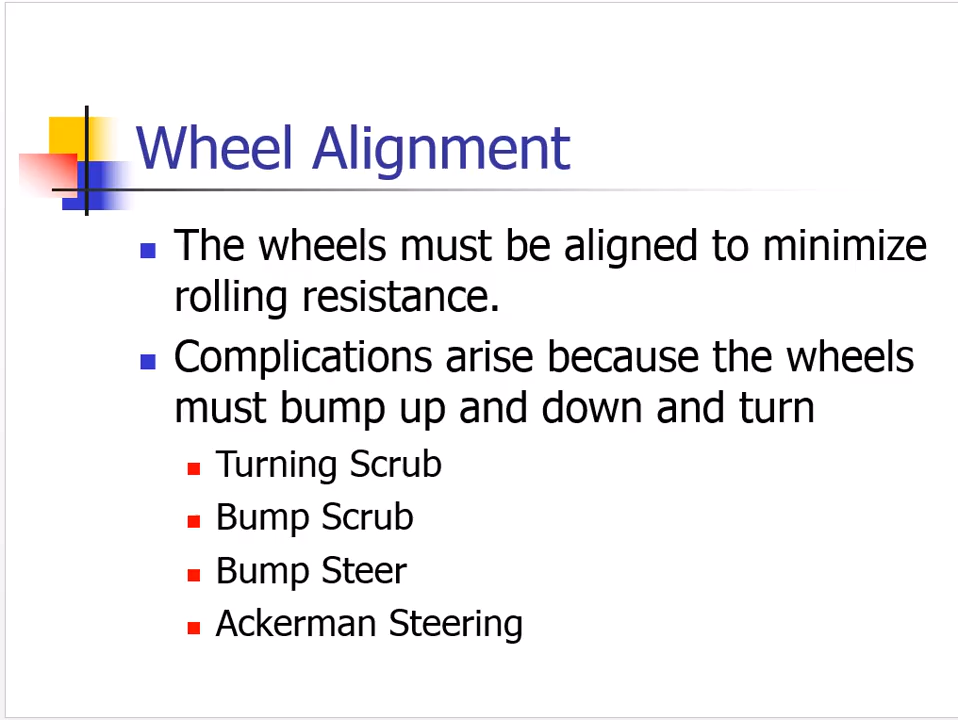 Wheel Alignment
The wheels must be aligned to minimize
rolling resistance.
Complications arise because the wheels
must bump up and down and turn
Turning Scrub
Bump Scrub
Bump Steer
Ackerman Steering